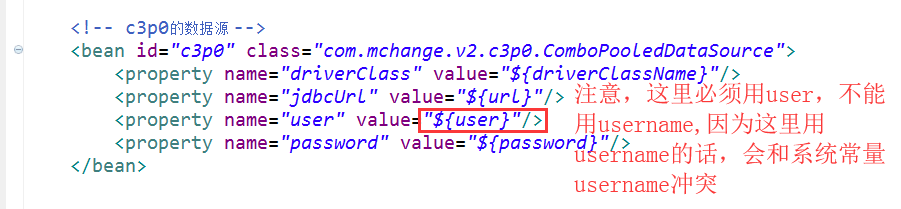 <!-- c3p0的数据源 -->
<bean id="c3p0" class="com.mchange.v2.c3p0.ComboPooledDataSource">
<property name="driverClass" value="${driverClassName}"/>
<property name="jdbcUrl" value="${url}"/>
<property name="user" value="${user}"/>
<property name="password" value="${password}"/>
</bean>
注意，这里必须用user，不能
用username,因为这里用
username的话，会和系统常量
username冲突